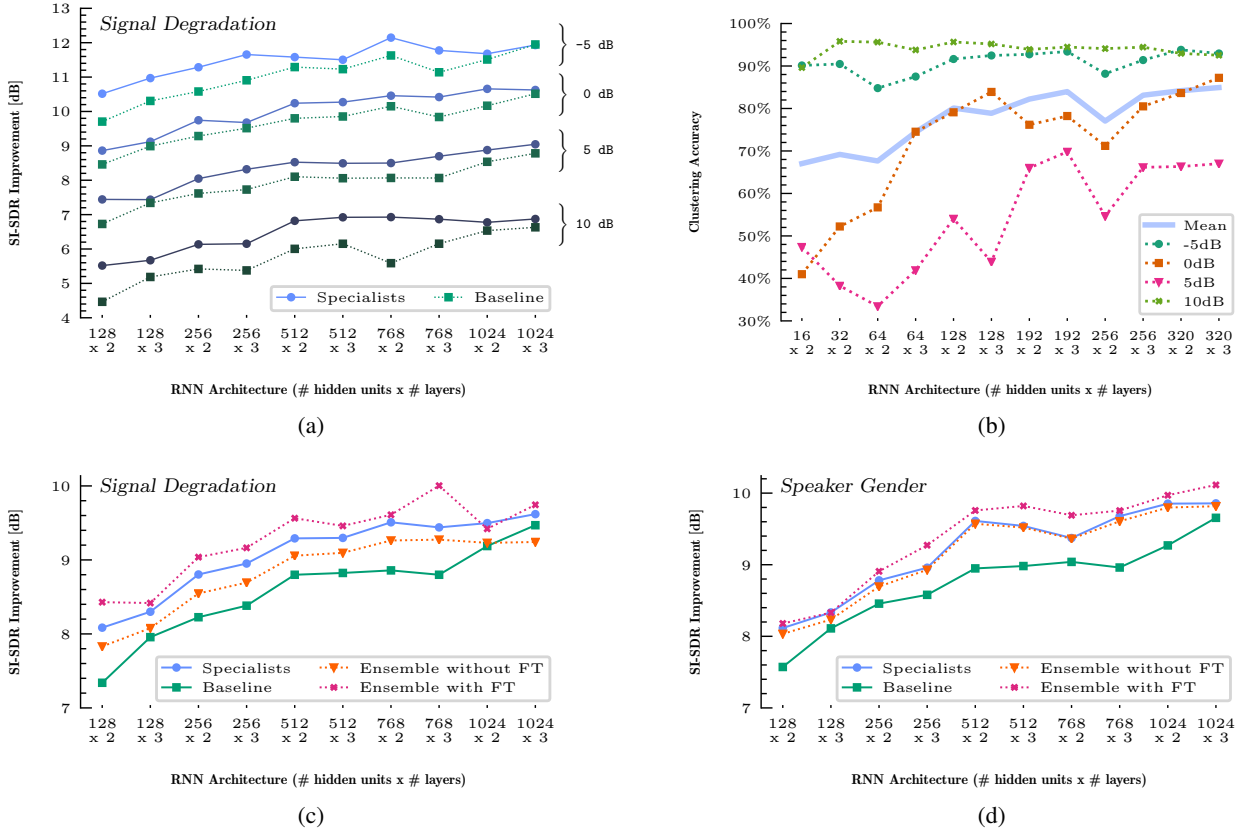 Signal Degradation
SI-SDR Improvement [dB]
13
12
11
10
9
8
7
6
5
4
−5 dB
0 dB
5 dB
10 dB
Specialists Baseline
128 128 256 256 512 512 768 768 1024 1024
x 2 x 3 x 2 x 3 x 2 x 3 x 2 x 3 x 2 x 3
RNN Architecture (# hidden units x # layers)
(a)
Clustering Accuracy
100%
90%
80%
70%
60%
50%
40%
30%
Mean
-5dB
0dB
5dB
10dB
16 32 64 64 128 128 192 192 256 256 320 320
x 2 x 2 x 2 x 3 x 2 x 3 x 2 x 3 x 2 x 3 x 2 x 3
RNN Architecture (# hidden units x # layers)
(b)
Signal Degradation
SI-SDR Improvement [dB]
10
9
8
7
Specialists Ensemble without FT
Baseline Ensemble with FT
128 128 256 256 512 512 768 768 1024 1024
x 2 x 3 x 2 x 3 x 2 x 3 x 2 x 3 x 2 x 3
RNN Architecture (# hidden units x # layers)
(c)
Speaker Gender
SI-SDR Improvement [dB]
10
9
8
7
Specialists Ensemble without FT
Baseline Ensemble with FT
128 128 256 256 512 512 768 768 1024 1024
x 2 x 3 x 2 x 3 x 2 x 3 x 2 x 3 x 2 x 3
RNN Architecture (# hidden units x # layers)
(d)